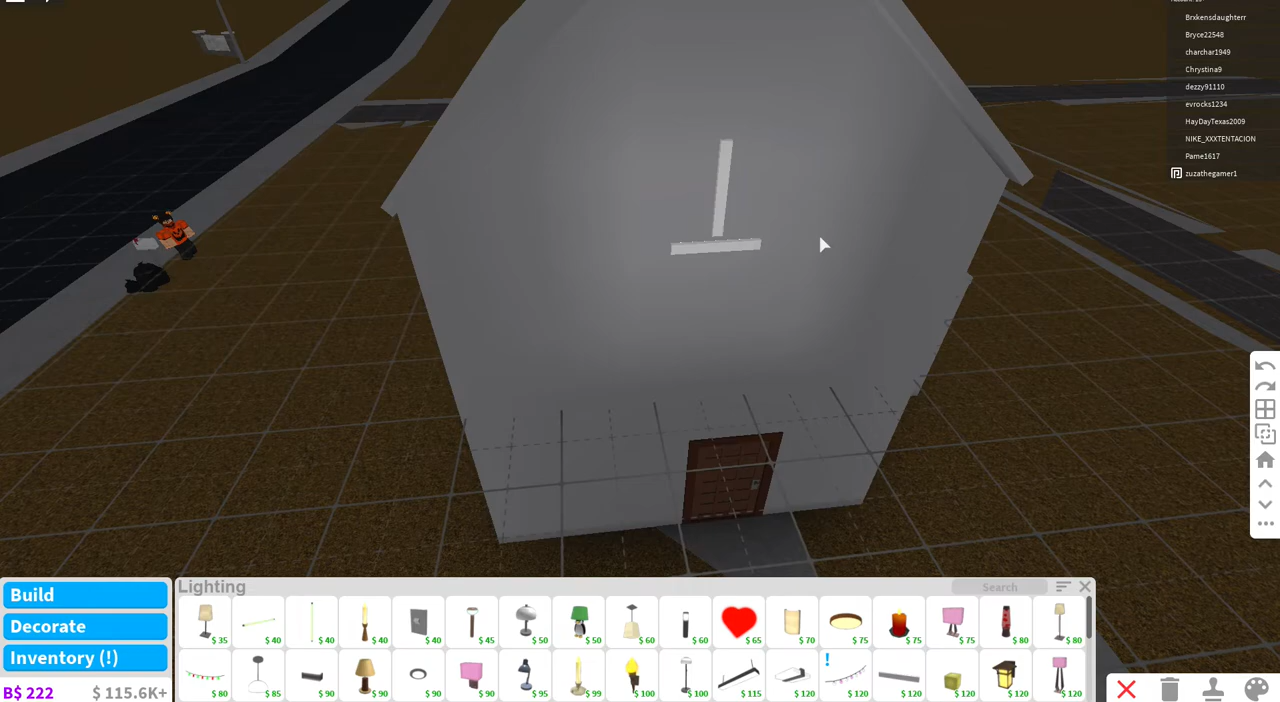 Brxkensdaughterr
Bryce22548
charchar1949
Chrystina9
dezzy91110
evrocks1234
HayDayTexas2009
NIKE_XXXTENTACION
Pame1617
zuzathegamer1
Build
Decorate
Inventory (!)
B$ 222 $ 115.6K+
Lighting Search
$ 35 $ 40 $ 40 $ 40 $ 40 $ 45 $ 50 $ 50 $ 60 $ 60 $ 65 $ 70 $ 75 $ 75 $ 75 $ 80 $ 80
!
$ 80 $ 85 $ 90 $ 90 $ 90 $ 90 $ 90 $ 99 $ 100 $ 100 $ 115 $ 120 $ 120 $ 120 $ 120 $ 120 $ 120